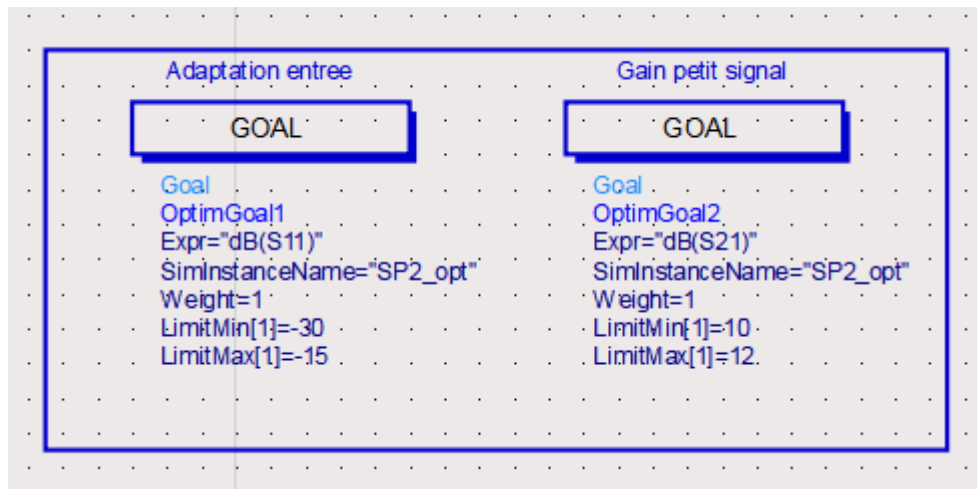 Adaptation entree
GOAL
Goal
OptimGoal1
Expr="dB(S11)"
SimInstanceName="SP2_opt"
Weight=1
LimitMin[1]=-30
LimitMax[1]=-15
Gain petit signal
GOAL
Goal
OptimGoal2
Expr="dB(S21)"
SimInstanceName="SP2_opt"
Weight=1
LimitMin[1]=10
LimitMax[1]=12